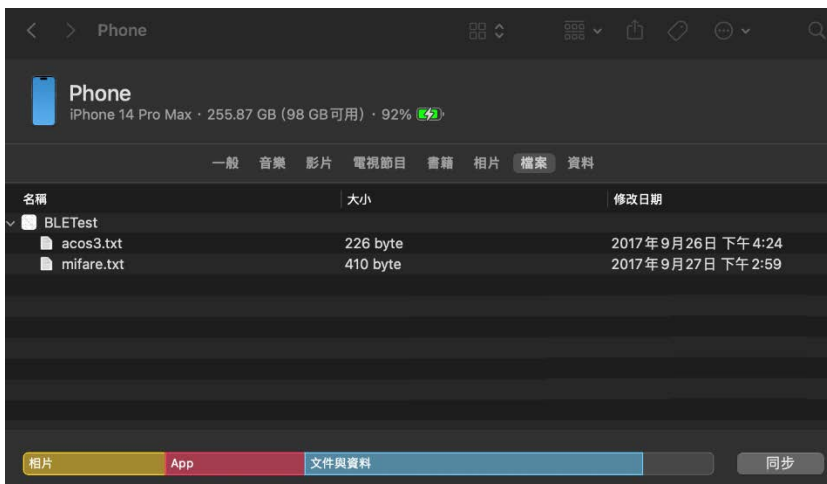 Phone
Phone
iPhone 14 Pro Max · 255.87 GB (98 GB可用) · 92%
一般 音樂 影片 電視節目 書籍 相片 檔案 資料
名稱 大小 修改日期
BLETest
acos3.txt 226 byte 2017年9月26日 下午4:24
mifare.txt 410 byte 2017年9月27日 下午2:59
相片 App 文件與資料 同步